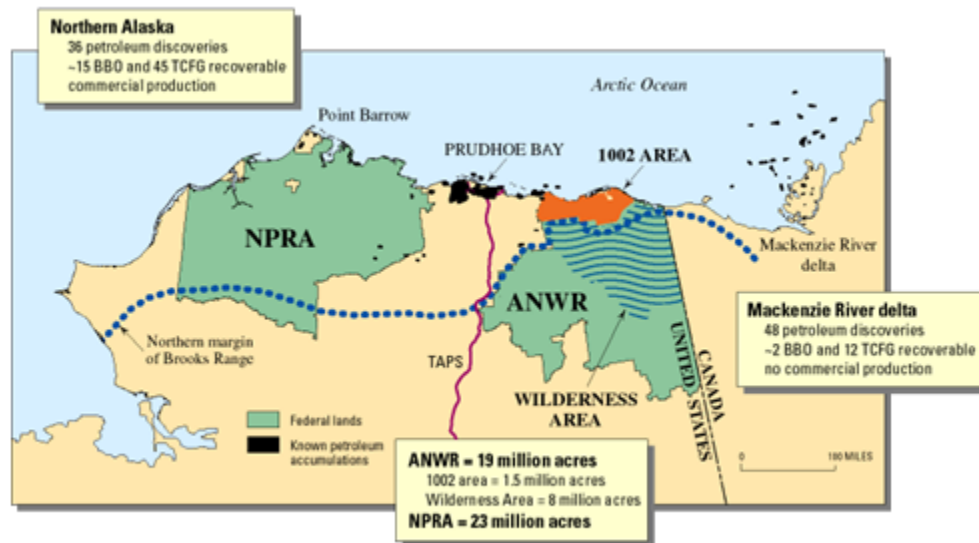 Northern Alaska
36 petroleum discoveries
~15 BBO and 45 TCFG recoverable
commercial production
Arctic Ocean
Point Barrow
PRUDHOE BAY
1002 AREA
NPRA
ANWR
Mackenzie River
delta
Northern margin
of Brooks Range
TAPS
WILDERNESS
AREA
CANADA
UNITED STATES
Mackenzie River delta
48 petroleum discoveries
~2 BBO and 12 TCFG recoverable
no commercial production
Federal lands
Known petroleum
accumulations
0 100 MILES
ANWR = 19 million acres
1002 area = 1.5 million acres
Wilderness Area = 8 million acres
NPRA = 23 million acres